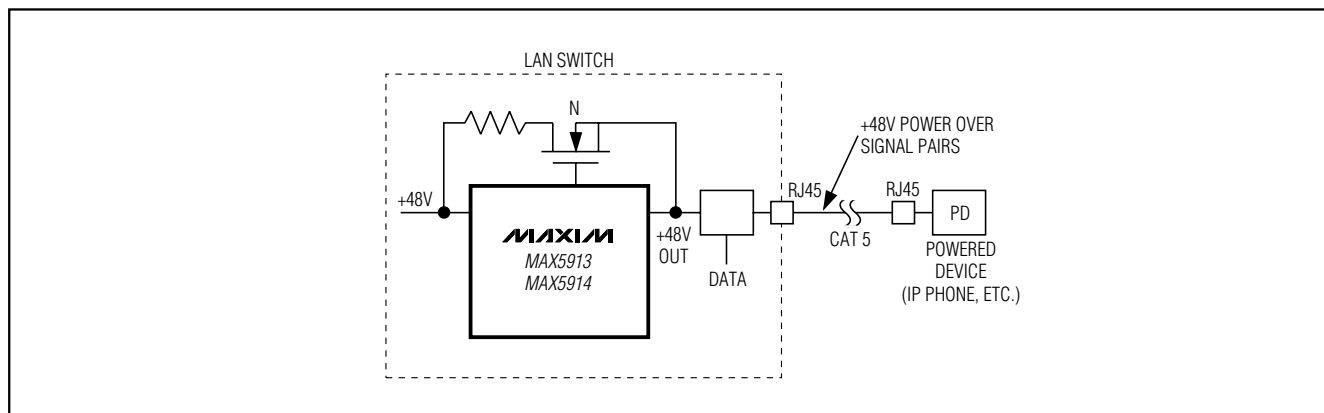 LAN SWITCH
N
+48V POWER OVER
SIGNAL PAIRS
+48V
MAXIM
MAX5913
MAX5914
+48V
OUT
DATA
RJ45
CAT 5
RJ45
PD
POWERED
DEVICE
(IP PHONE, ETC.)